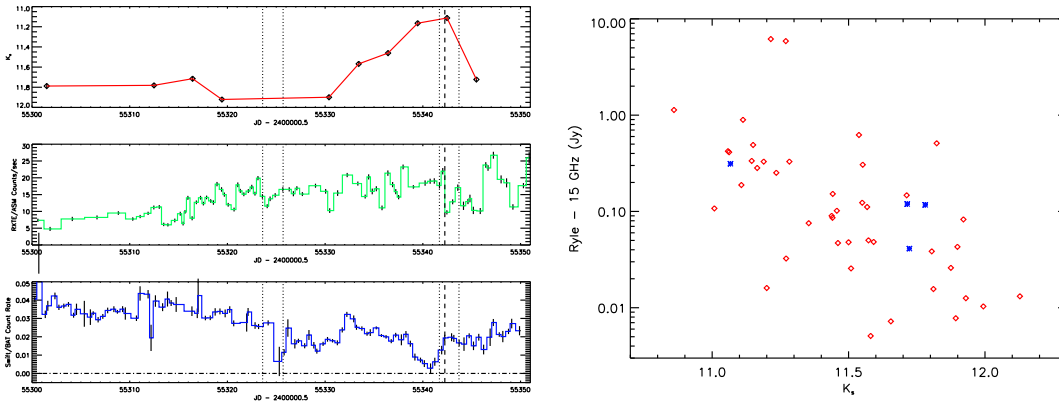 11.0
11.2
11.4
11.6
11.8
12.0
K_s
55300 55310 55320 55330 55340 55350
JD - 2400000.5
30
25
20
15
10
5
0
RXTE/ASM Counts/sec
55300 55310 55320 55330 55340 55350
JD - 2400000.5
0.05
0.04
0.03
0.02
0.01
0.00
Swift/BAT Count Rate
55300 55310 55320 55330 55340 55350
JD - 2400000.5
10.00
1.00
0.10
0.01
Ryle - 15 GHz (Jy)
11.0 11.5 12.0
K_s